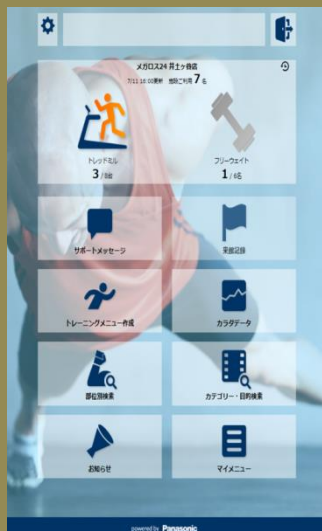 メガロス24 井土ヶ谷店
7/11 18:00更新 施設ご利用 7 名
トレッドミル
3 / 8台
フリーウェイト
1 / 6名
サポートメッセージ
来館記録
トレーニングメニュー作成
カラダデータ
部位別検索
カテゴリー・目的検索
お知らせ
マイメニュー
powered by Panasonic